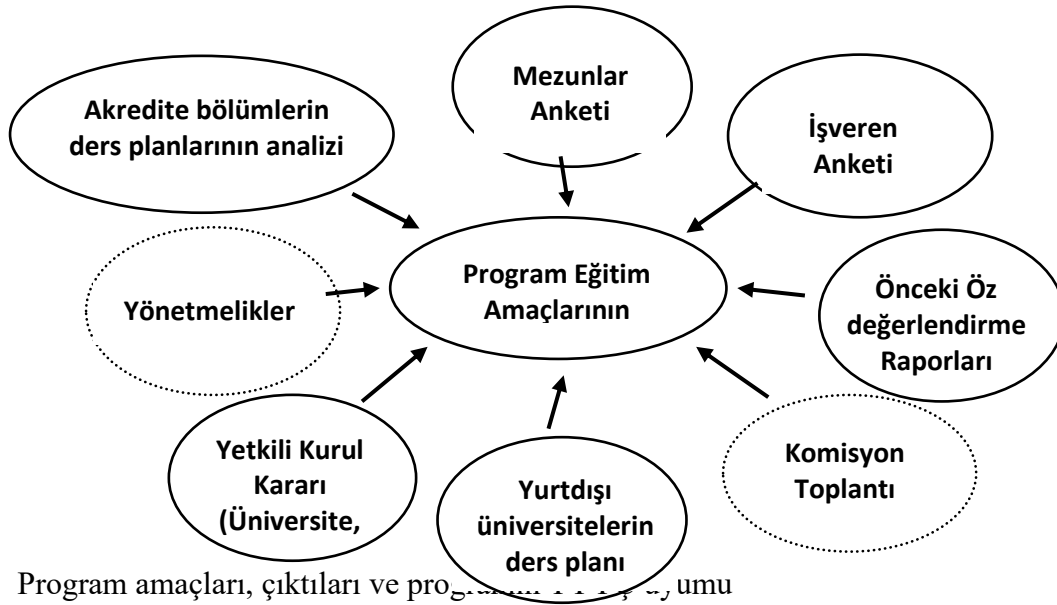 Mezunlar
Anketi
Akredite bölümlerin
ders planlarının analizi
İşveren
Anketi
Program Eğitim
Amaçlarının
Yönetmelikler
Önceki Öz
değerlendirme
Raporları
Yetkili Kurul
Kararı
(Üniversite,
Yurtdışı
üniversitelerin
ders planı
Komisyon
Toplantı
Program amaçları, çıktıları ve uyumu